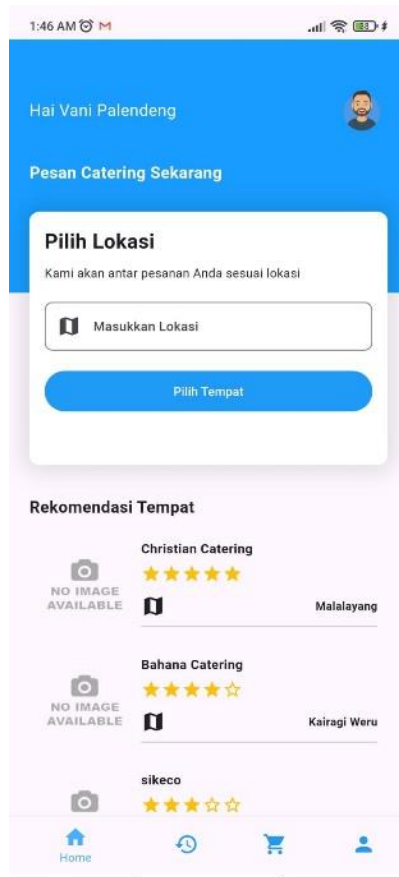 1:46 AM
Hai Vani Palendeng
Pesan Catering Sekarang
Pilih Lokasi
Kami akan antar pesanan Anda sesuai lokasi
Masukkan Lokasi
Pilih Tempat
Rekomendasi Tempat
Christian Catering
NO IMAGE
AVAILABLE
Malalayang
Bahana Catering
NO IMAGE
AVAILABLE
Kairagi Weru
sikeco
Home